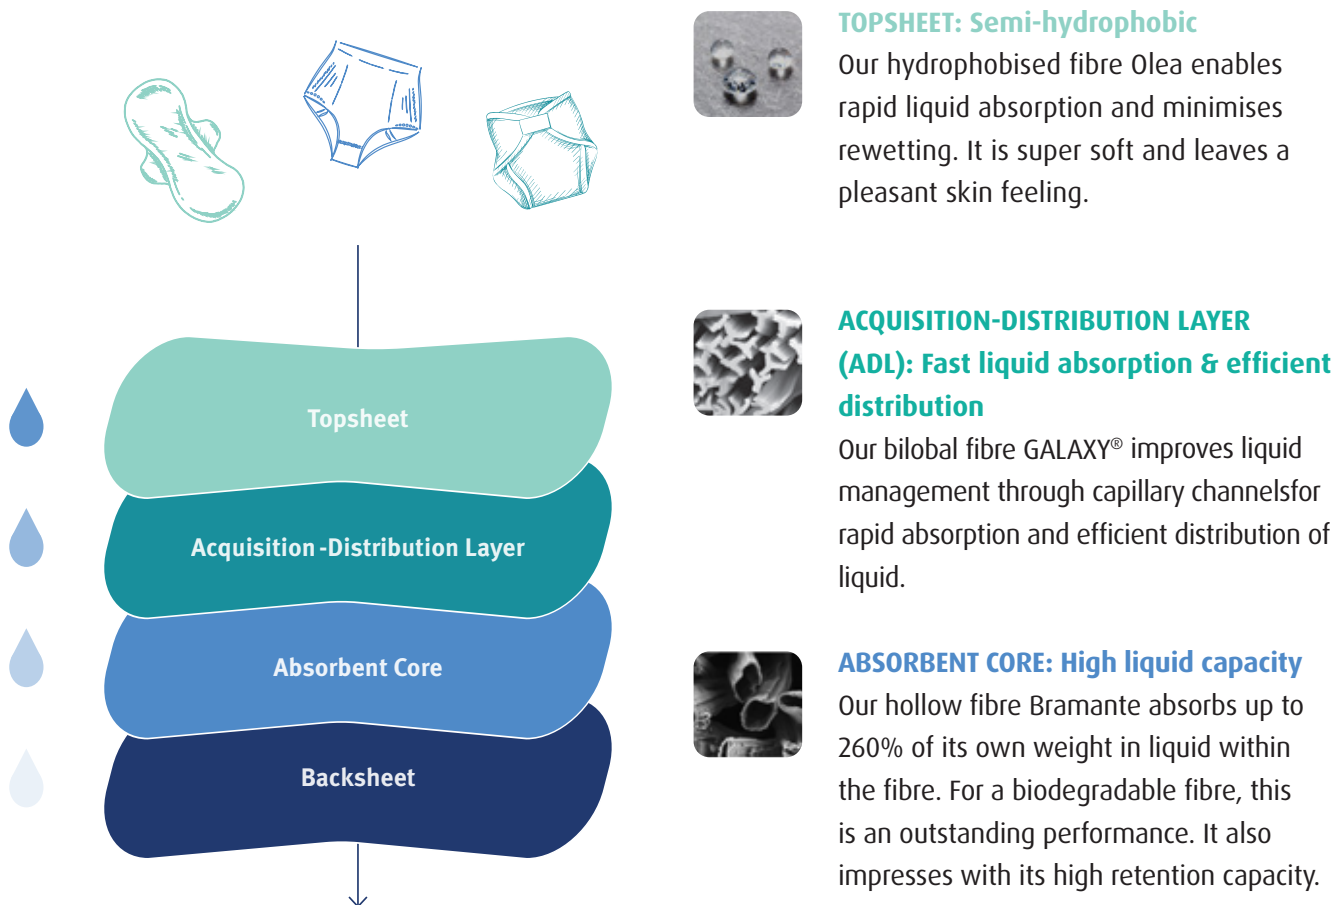 Topsheet
Acquisition -Distribution Layer
Absorbent Core
Backsheet
TOPSHEET: Semi-hydrophobic
Our hydrophobised fibre Olea enables
rapid liquid absorption and minimises
rewetting. It is super soft and leaves a
pleasant skin feeling.
ACQUISITION-DISTRIBUTION LAYER
(ADL): Fast liquid absorption & efficient
distribution
Our bilobal fibre GALAXY® improves liquid
management through capillary channelsfor
rapid absorption and efficient distribution of
liquid.
ABSORBENT CORE: High liquid capacity
Our hollow fibre Bramante absorbs up to
260% of its own weight in liquid within
the fibre. For a biodegradable fibre, this
is an outstanding performance. It also
impresses with its high retention capacity.